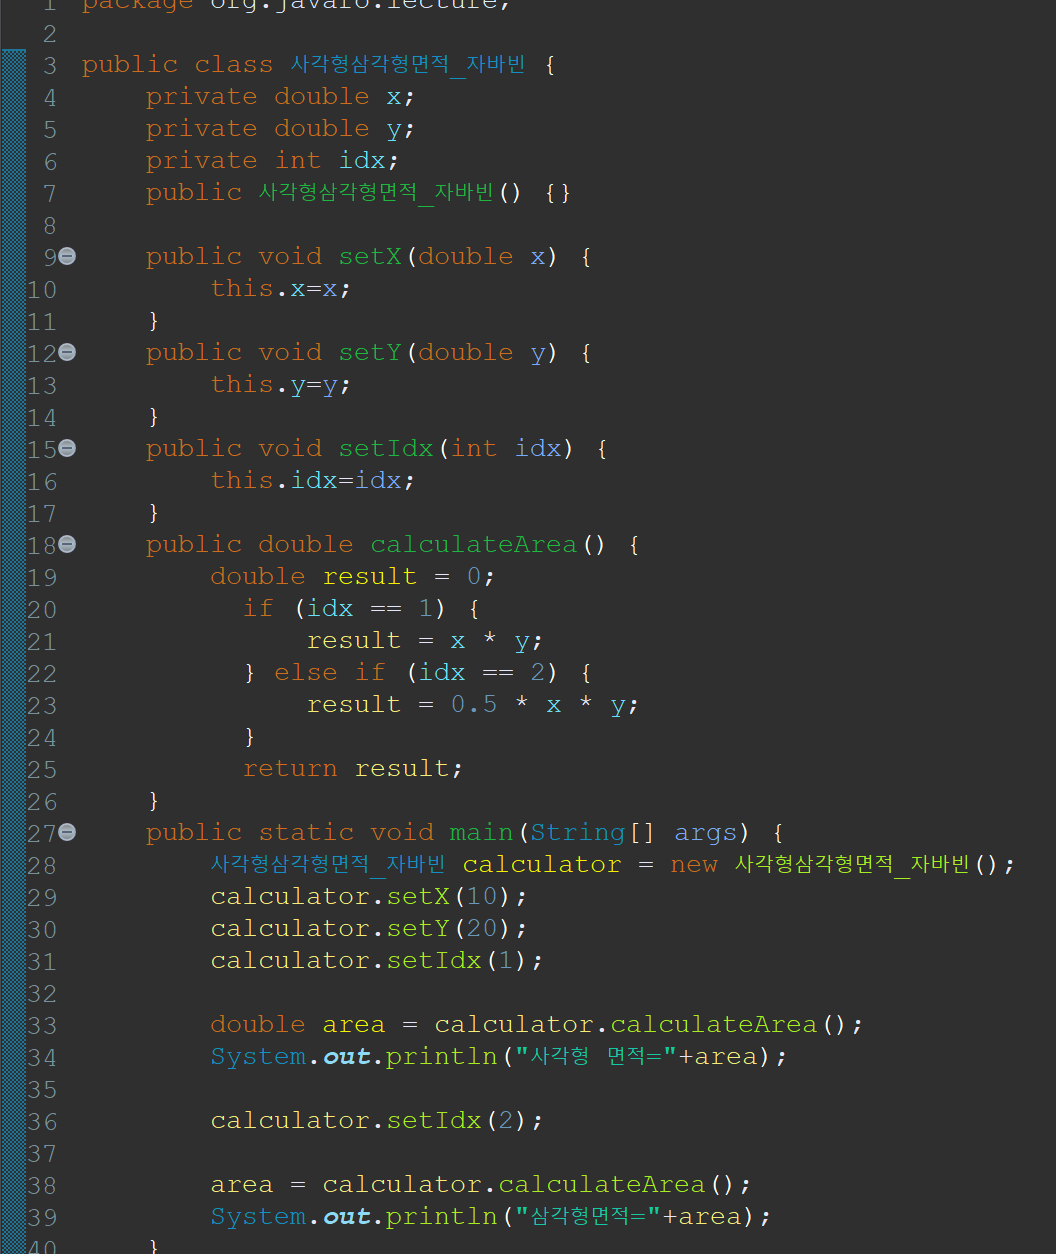 1 package org.javaro.lecture;
2
3 public class 사각형삼각형면적_자바빈 {
4     private double x;
5     private double y;
6     private int idx;
7     public 사각형삼각형면적_자바빈() {}
8
9     public void setX(double x) {
10         this.x=x;
11     }
12     public void setY(double y) {
13         this.y=y;
14     }
15     public void setIdx(int idx) {
16         this.idx=idx;
17     }
18     public double calculateArea() {
19         double result = 0;
20           if (idx == 1) {
21               result = x * y;
22           } else if (idx == 2) {
23               result = 0.5 * x * y;
24           }
25           return result;
26     }
27     public static void main(String[] args) {
28         사각형삼각형면적_자바빈 calculator = new 사각형삼각형면적_자바빈();
29         calculator.setX(10);
30         calculator.setY(20);
31         calculator.setIdx(1);
32
33         double area = calculator.calculateArea();
34         System.out.println("사각형 면적="+area);
35
36         calculator.setIdx(2);
37
38         area = calculator.calculateArea();
39         System.out.println("삼각형면적="+area);
40     }